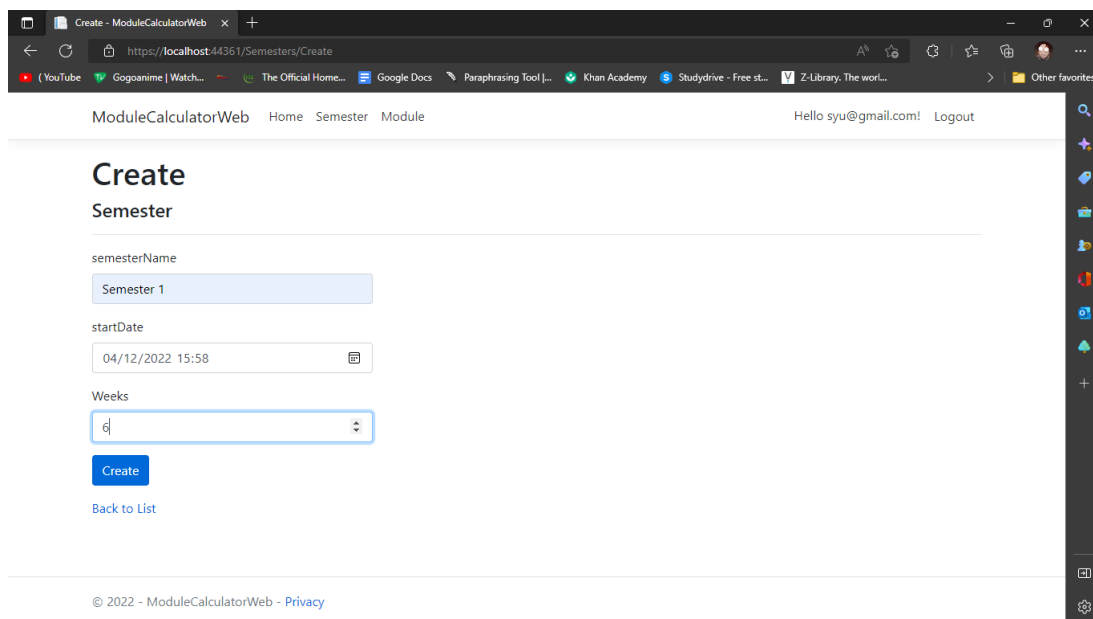 Create - ModuleCalculatorWeb
https://localhost:44361/Semesters/Create
( YouTube Gogoanime | Watch... The Official Home... Google Docs Paraphrasing Tool |... Khan Academy Studydrive - Free st... Z-Library. The worl... Other favorites
ModuleCalculatorWeb Home Semester Module Hello syu@gmail.com! Logout
Create
Semester
semesterName
Semester 1
startDate
04/12/2022 15:58
Weeks
6
Create
Back to List
© 2022 - ModuleCalculatorWeb - Privacy